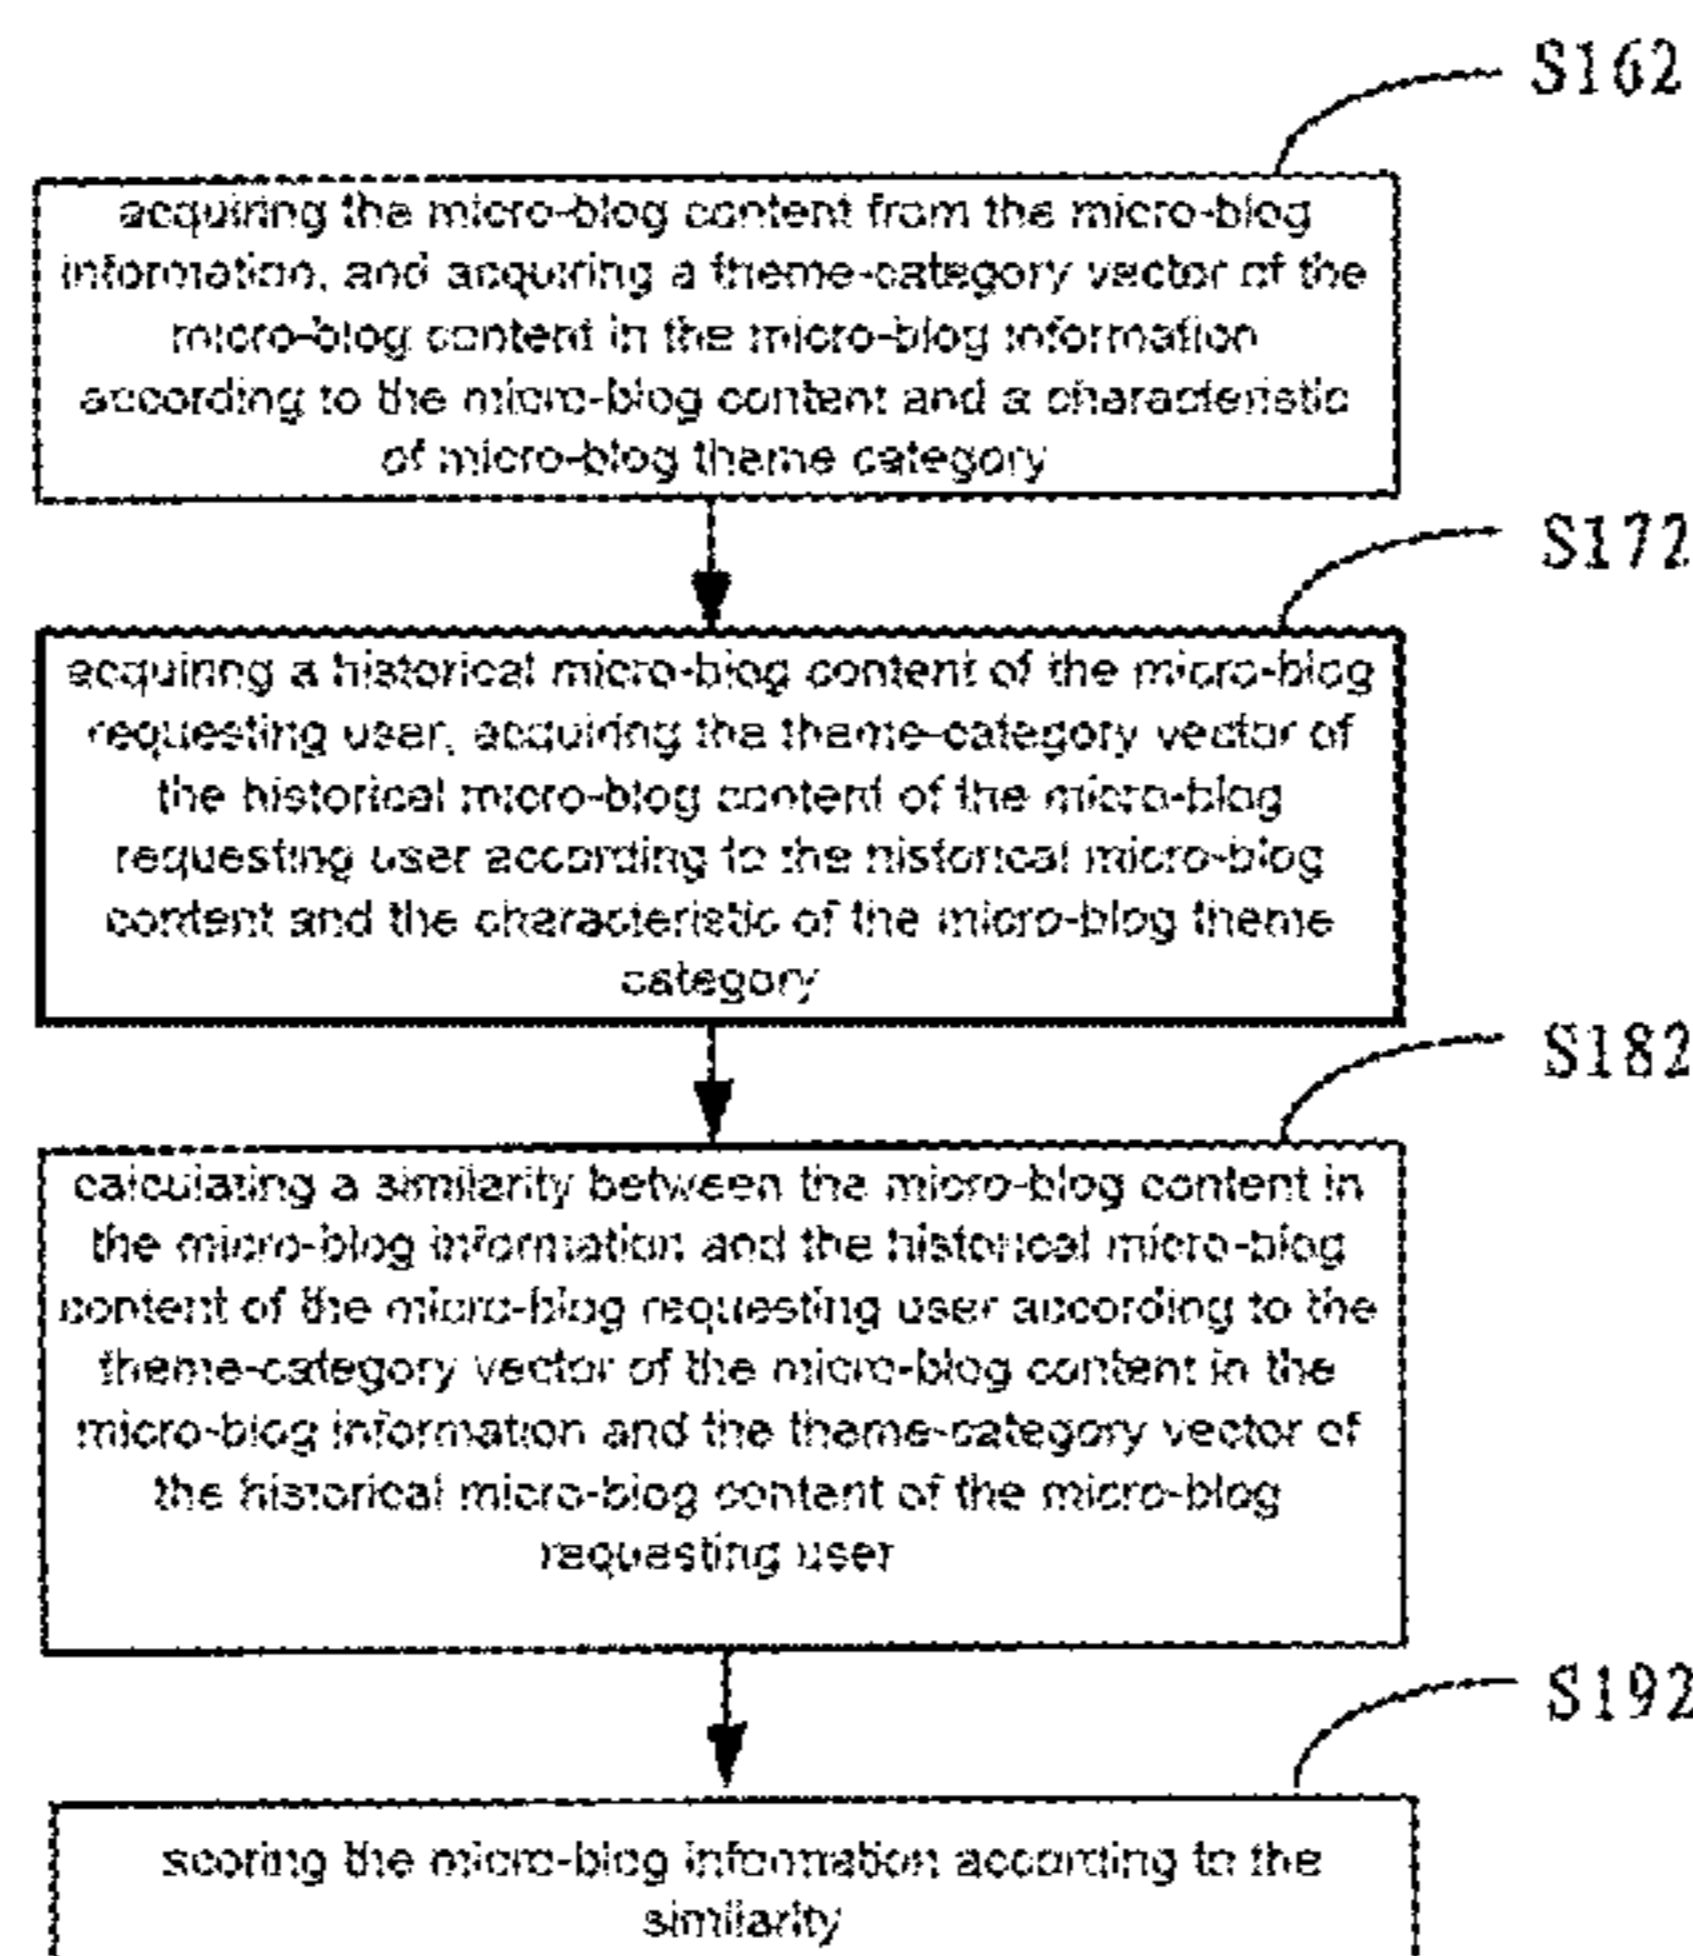 S162
acquiring the micro-blog content from the micro-blog
information, and acquiring a theme-category vector of the
micro-blog content in the micro-blog information
according to the micro-blog content and a characteristic
of micro-blog theme category
S172
acquiring a historical micro-blog content of the micro-blog
requesting user, acquiring the theme-category vector of
the historical micro-blog content of the micro-blog
requesting user according to the historical micro-blog
content and the characteristic of the micro-blog theme
category
S182
calculating a similarity between the micro-blog content in
the micro-blog information and the historical micro-blog
content of the micro-blog requesting user according to the
theme-category vector of the micro-blog content in the
micro-blog information and the theme-category vector of
the historical micro-blog content of the micro-blog
requesting user
S192
scoring the micro-blog information according to the
similarity